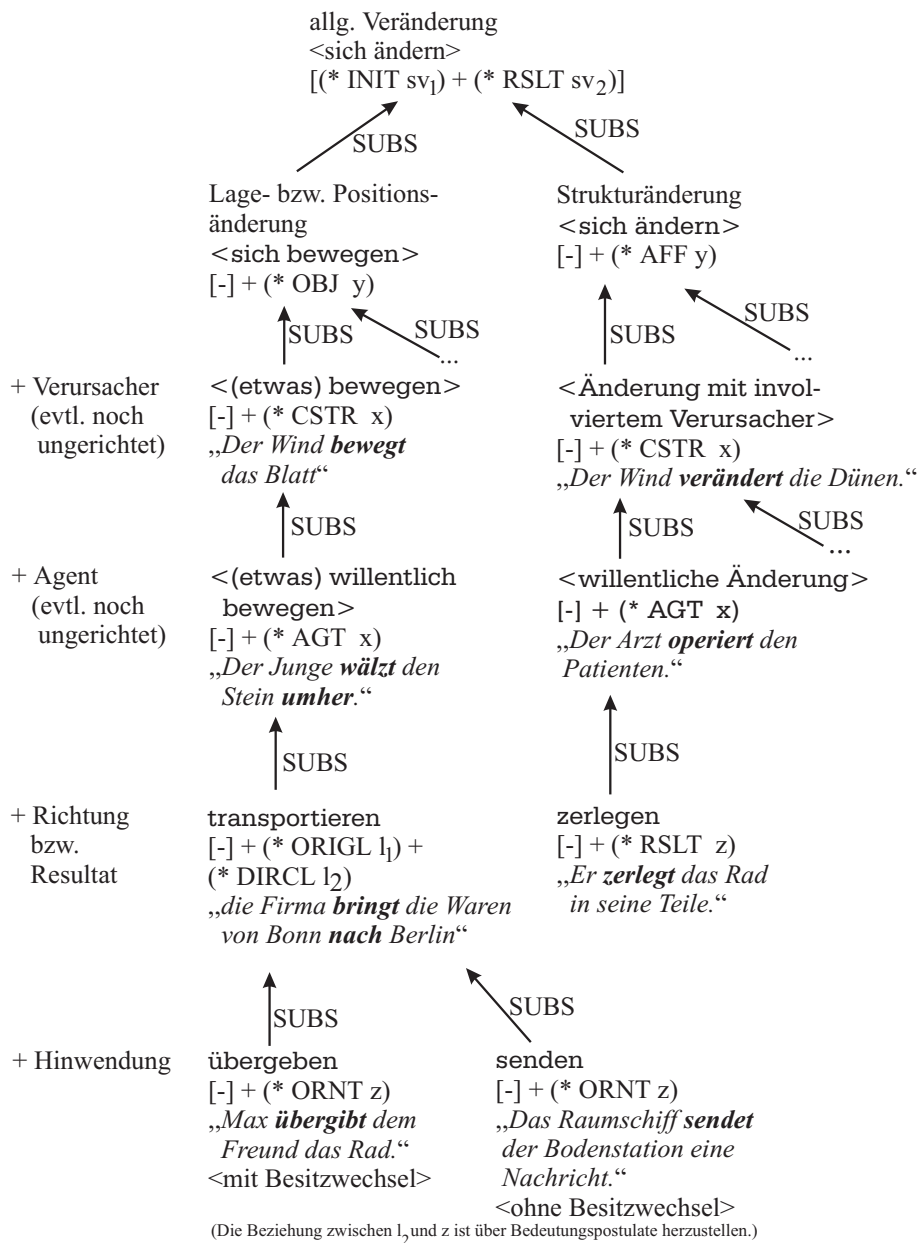 allg. Veränderung
<sich ändern>
[(* INIT sv1) + (* RSLT sv2)]
SUBS
SUBS
Lage- bzw. Positions-
änderung
<sich bewegen>
[-] + (* OBJ y)
Strukturänderung
<sich ändern>
[-] + (* AFF y)
SUBS
SUBS
...
SUBS
SUBS
...
+ Verursacher
(evtl. noch
ungerichtet)
<(etwas) bewegen>
[-] + (* CSTR x)
„Der Wind bewegt
das Blatt“
<Änderung mit invol-
viertem Verursacher>
[-] + (* CSTR x)
„Der Wind verändert die Dünen.“
SUBS
SUBS
SUBS
...
+ Agent
(evtl. noch
ungerichtet)
<(etwas) willentlich
bewegen>
[-] + (* AGT x)
„Der Junge wälzt den
Stein umher.“
<willentliche Änderung>
[-] + (* AGT x)
„Der Arzt operiert den
Patienten.“
SUBS
SUBS
+ Richtung
bzw.
Resultat
transportieren
[-] + (* ORIGL l1) +
(* DIRCL l2)
„die Firma bringt die Waren
von Bonn nach Berlin“
zerlegen
[-] + (* RSLT z)
„Er zerlegt das Rad
in seine Teile.“
SUBS
SUBS
+ Hinwendung
übergeben
[-] + (* ORNT z)
„Max übergibt dem
Freund das Rad.“
<mit Besitzwechsel>
senden
[-] + (* ORNT z)
„Das Raumschiff sendet
der Bodenstation eine
Nachricht.“
<ohne Besitzwechsel>
(Die Beziehung zwischen l2 und z ist über Bedeutungspostulate herzustellen.)